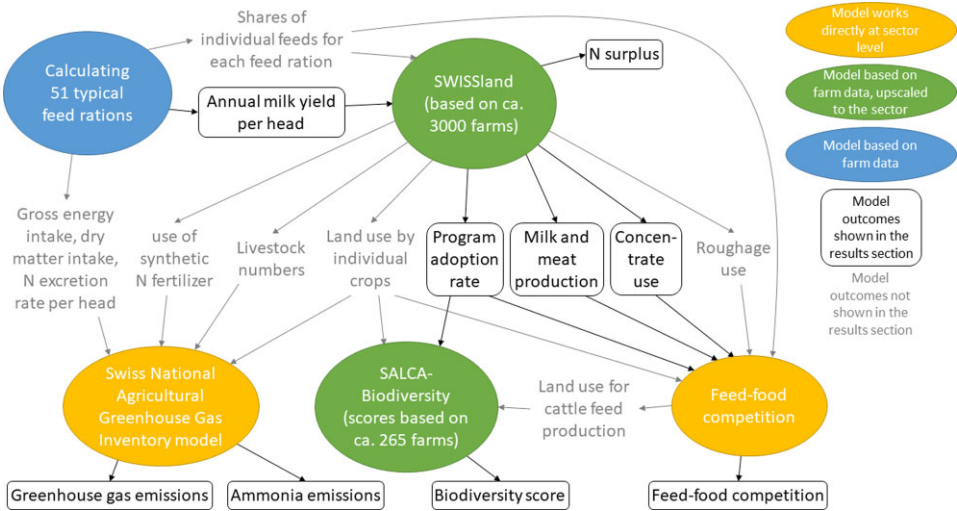 Shares of
individual feeds for
each feed ration
Calculating
51 typical
feed rations
Annual milk yield
per head
SWISSland
(based on ca.
3000 farms)
N surplus
Model works
directly at sector
level
Model based on
farm data, upscaled
to the sector
Model based on
farm data
Model
outcomes
shown in the
results section
Model
outcomes not
shown in the
results section
Gross energy
intake, dry
matter intake,
N excretion
rate per head
use of
synthetic
N fertilizer
Livestock
numbers
Land use by
individual
crops
Program
adoption
rate
Milk and
meat
production
Concen-
trate use
Roughage
use
Swiss National
Agricultural
Greenhouse Gas
Inventory model
SALCA-
Biodiversity
(scores based on
ca. 265 farms)
Land use for
cattle feed
production
Feed-food
competition
Greenhouse gas emissions
Ammonia emissions
Biodiversity score
Feed-food competition